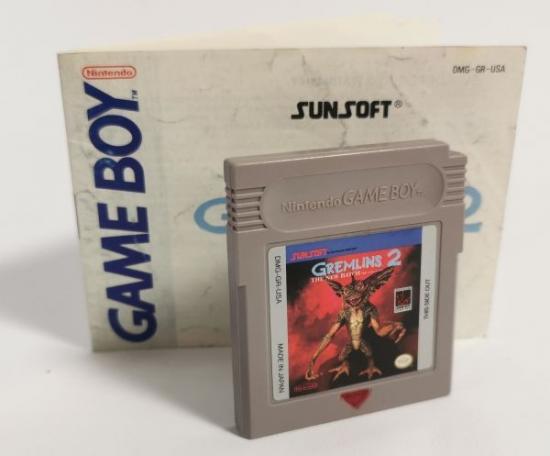 Nintendo
GAME BOY
DMG-GR-USA
SUNSOFT®
G
2
Nintendo GAME BOY™
SUNSOFT
GREMLINS 2
THE NEW BATCH
DMG-GR-USA
MADE IN JAPAN
THIS SIDE OUT